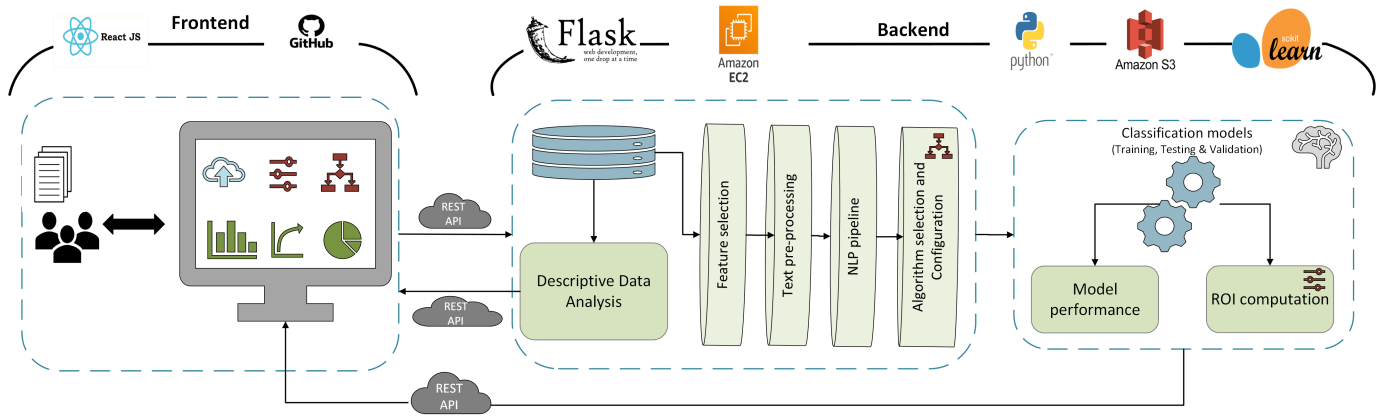 Frontend
React JS
GitHub
Flask
web development,
one drop at a time
Amazon
EC2
Backend
python™
Amazon S3
scikit
learn
REST
API
REST
API
REST
API
Descriptive Data
Analysis
Feature selection
Text pre-processing
NLP pipeline
Algorithm selection and
Configuration
Classification models
(Training, Testing & Validation)
Model
performance
ROI computation